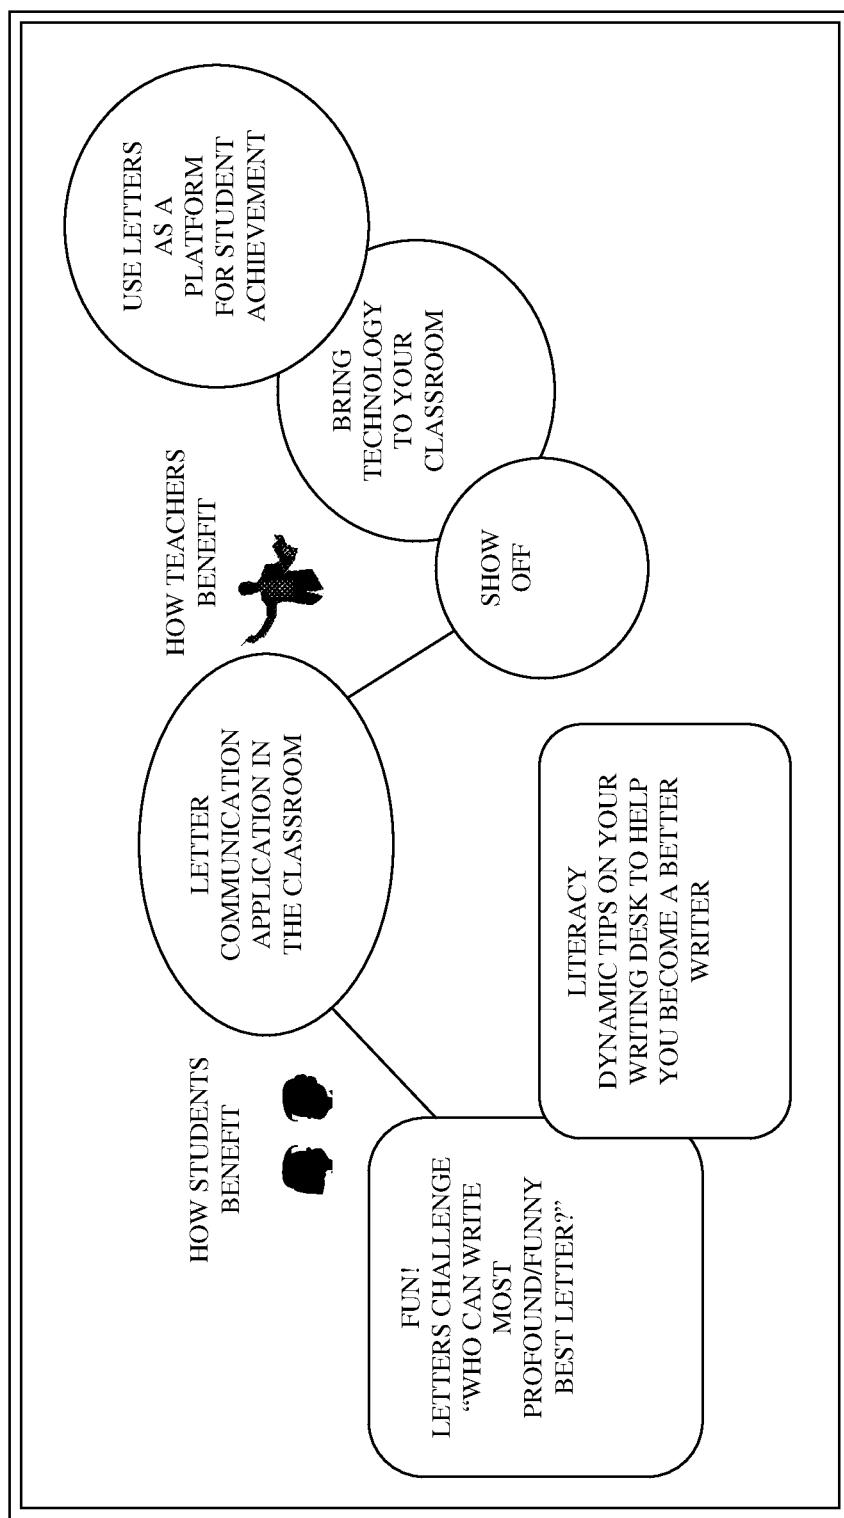 HOW STUDENTS
BENEFIT
FUN!
LETTERS CHALLENGE
“WHO CAN WRITE
MOST
PROFOUND/FUNNY
BEST LETTER?”
LITERACY
DYNAMIC TIPS ON YOUR
WRITING DESK TO HELP
YOU BECOME A BETTER
WRITER
LETTER
COMMUNICATION
APPLICATION IN
THE CLASSROOM
HOW TEACHERS
BENEFIT
SHOW
OFF
BRING
TECHNOLOGY
TO YOUR
CLASSROOM
USE LETTERS
AS A
PLATFORM
FOR STUDENT
ACHIEVEMENT